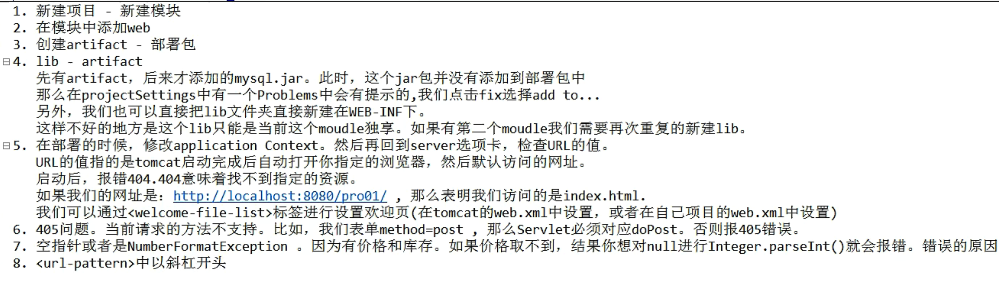 1. 新建项目 - 新建模块
2. 在模块中添加web
3. 创建artifact - 部署包
4. lib - artifact
先有artifact，后来才添加的mysql.jar。此时，这个jar包并没有添加到部署包中
那么在projectSettings中有一个Problems中会有提示的,我们点击fix选择add to...
另外，我们也可以直接把lib文件夹直接新建在WEB-INF下。
这样不好的地方是这个lib只能是当前这个moudle独享。如果有第二个moudle我们需要再次重复的新建lib。
5. 在部署的时候，修改application Context。然后再回到server选项卡，检查URL的值。
URL的值指的是tomcat启动完成后自动打开你指定的浏览器，然后默认访问的网址。
启动后，报错404.404意味着找不到指定的资源。
如果我们的网址是：http://localhost:8080/pro01/ , 那么表明我们访问的是index.html.
我们可以通过<welcome-file-list>标签进行设置欢迎页(在tomcat的web.xml中设置，或者在自己项目的web.xml中设置)
6. 405问题。当前请求的方法不支持。比如，我们表单method=post , 那么Servlet必须对应doPost。否则报405错误。
7. 空指针或者是NumberFormatException 。因为有价格和库存。如果价格取不到，结果你想对null进行Integer.parseInt()就会报错。错误的原因
8. <url-pattern>中以斜杠开头